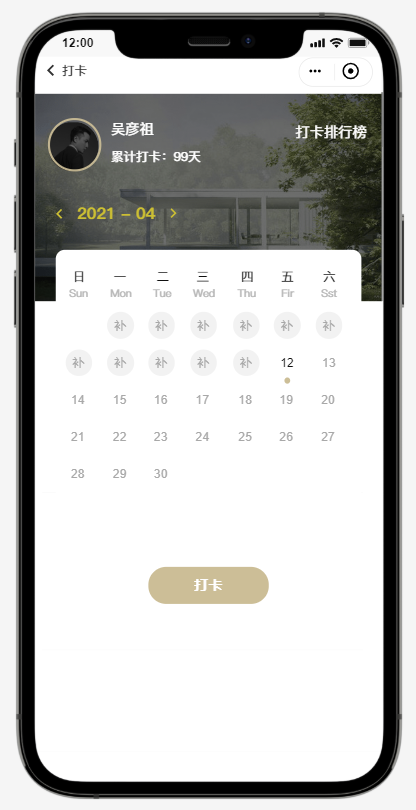 12:00
打卡
吴彦祖
打卡排行榜
累计打卡：99天
2021 - 04
日 一 二 三 四 五 六
Sun Mon Tue Wed Thu Fir Sst
补 补 补 补 补 补
补 补 补 补 补 12 13
14 15 16 17 18 19 20
21 22 23 24 25 26 27
28 29 30
打卡